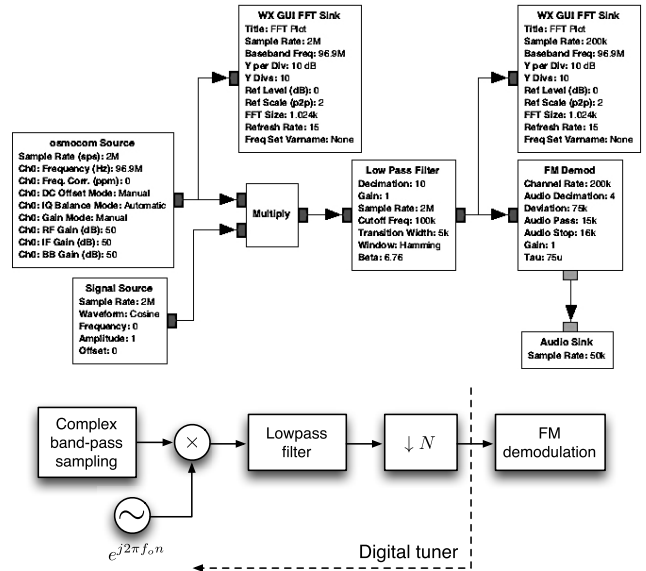 WX GUI FFT Sink
Title: FFT Plot
Sample Rate: 2M
Baseband Freq: 96.9M
Y per Div: 10 dB
Y Divs: 10
Ref Level (dB): 0
Ref Scale (p2p): 2
FFT Size: 1.024k
Refresh Rate: 15
Freq Set Varname: None
WX GUI FFT Sink
Title: FFT Plot
Sample Rate: 200k
Baseband Freq: 96.9M
Y per Div: 10 dB
Y Divs: 10
Ref Level (dB): 0
Ref Scale (p2p): 2
FFT Size: 1.024k
Refresh Rate: 15
Freq Set Varname: None
osmocom Source
Sample Rate (sps): 2M
Ch0: Frequency (Hz): 96.9M
Ch0: Freq. Corr. (ppm): 0
Ch0: DC Offset Mode: Manual
Ch0: IQ Balance Mode: Automatic
Ch0: Gain Mode: Manual
Ch0: RF Gain (dB): 50
Ch0: IF Gain (dB): 50
Ch0: BB Gain (dB): 50
Multiply
Low Pass Filter
Decimation: 10
Gain: 1
Sample Rate: 2M
Cutoff Freq: 100k
Transition Width: 5k
Window: Hamming
Beta: 6.76
FM Demod
Channel Rate: 200k
Audio Decimation: 4
Deviation: 75k
Audio Pass: 15k
Audio Stop: 16k
Gain: 1
Tau: 75u
Signal Source
Sample Rate: 2M
Waveform: Cosine
Frequency: 0
Amplitude: 1
Offset: 0
Audio Sink
Sample Rate: 50k
Complex
band-pass
sampling
×
Lowpass
filter
↓ N
FM
demodulation
e^{j2πf_o n}
Digital tuner